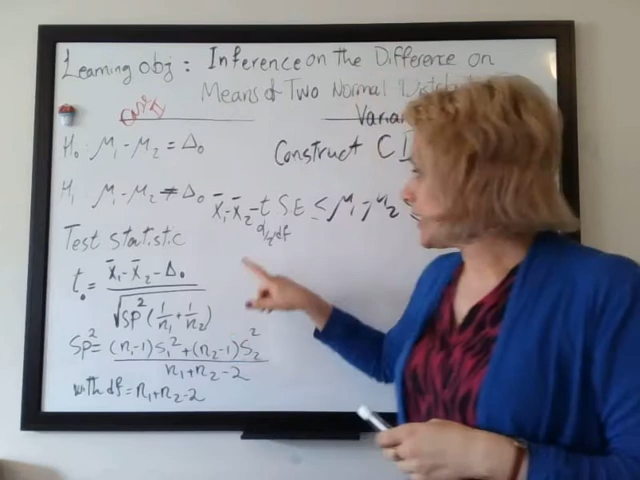 Learning obj: Inference on the Difference on
Means of Two Normal
Varian
Case I
H₀: μ₁ - μ₂ = Δ₀
Construct CI
H₁ μ₁ - μ₂ ≠ Δ₀
x̄₁-x̄₂-t α/2, df SE ≤ μ₁-μ₂
Test statistic
t₀ = (x̄₁-x̄₂-Δ₀) / √(SP²(1/n₁+1/n₂))
SP² = ((n₁-1)S₁²+(n₂-1)S₂²) / (n₁+n₂-2)
with df = n₁+n₂-2